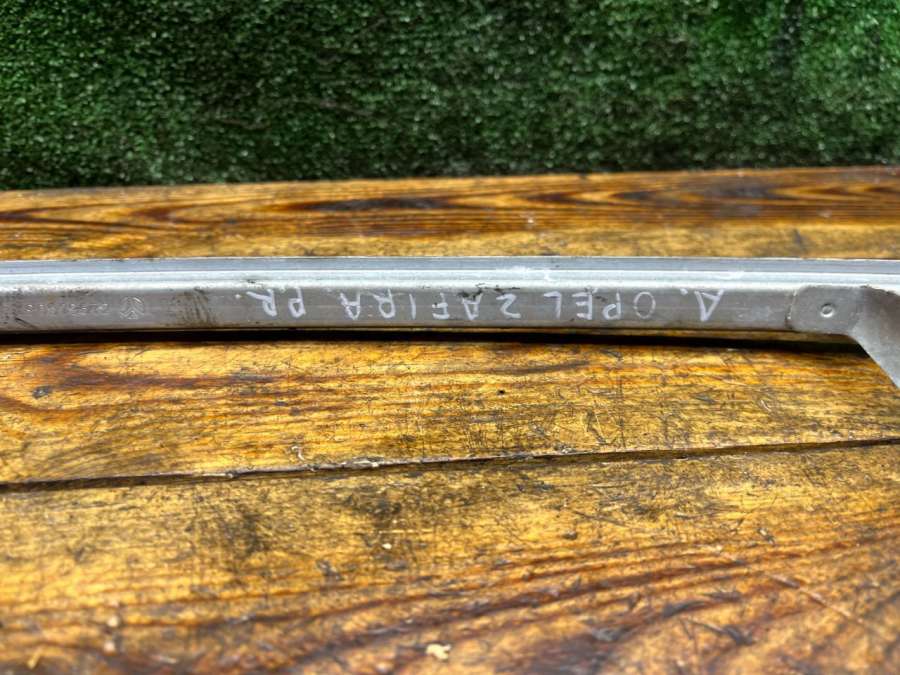 A. OPEL ZAFIRA P.R.